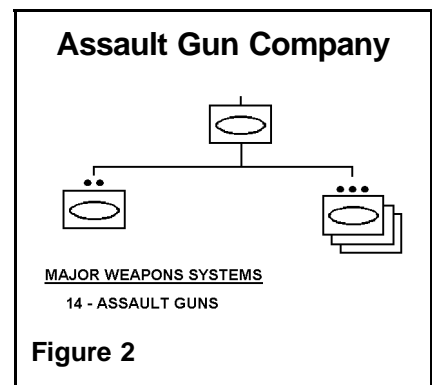 Assault Gun Company
MAJOR WEAPONS SYSTEMS
14 - ASSAULT GUNS
Figure 2